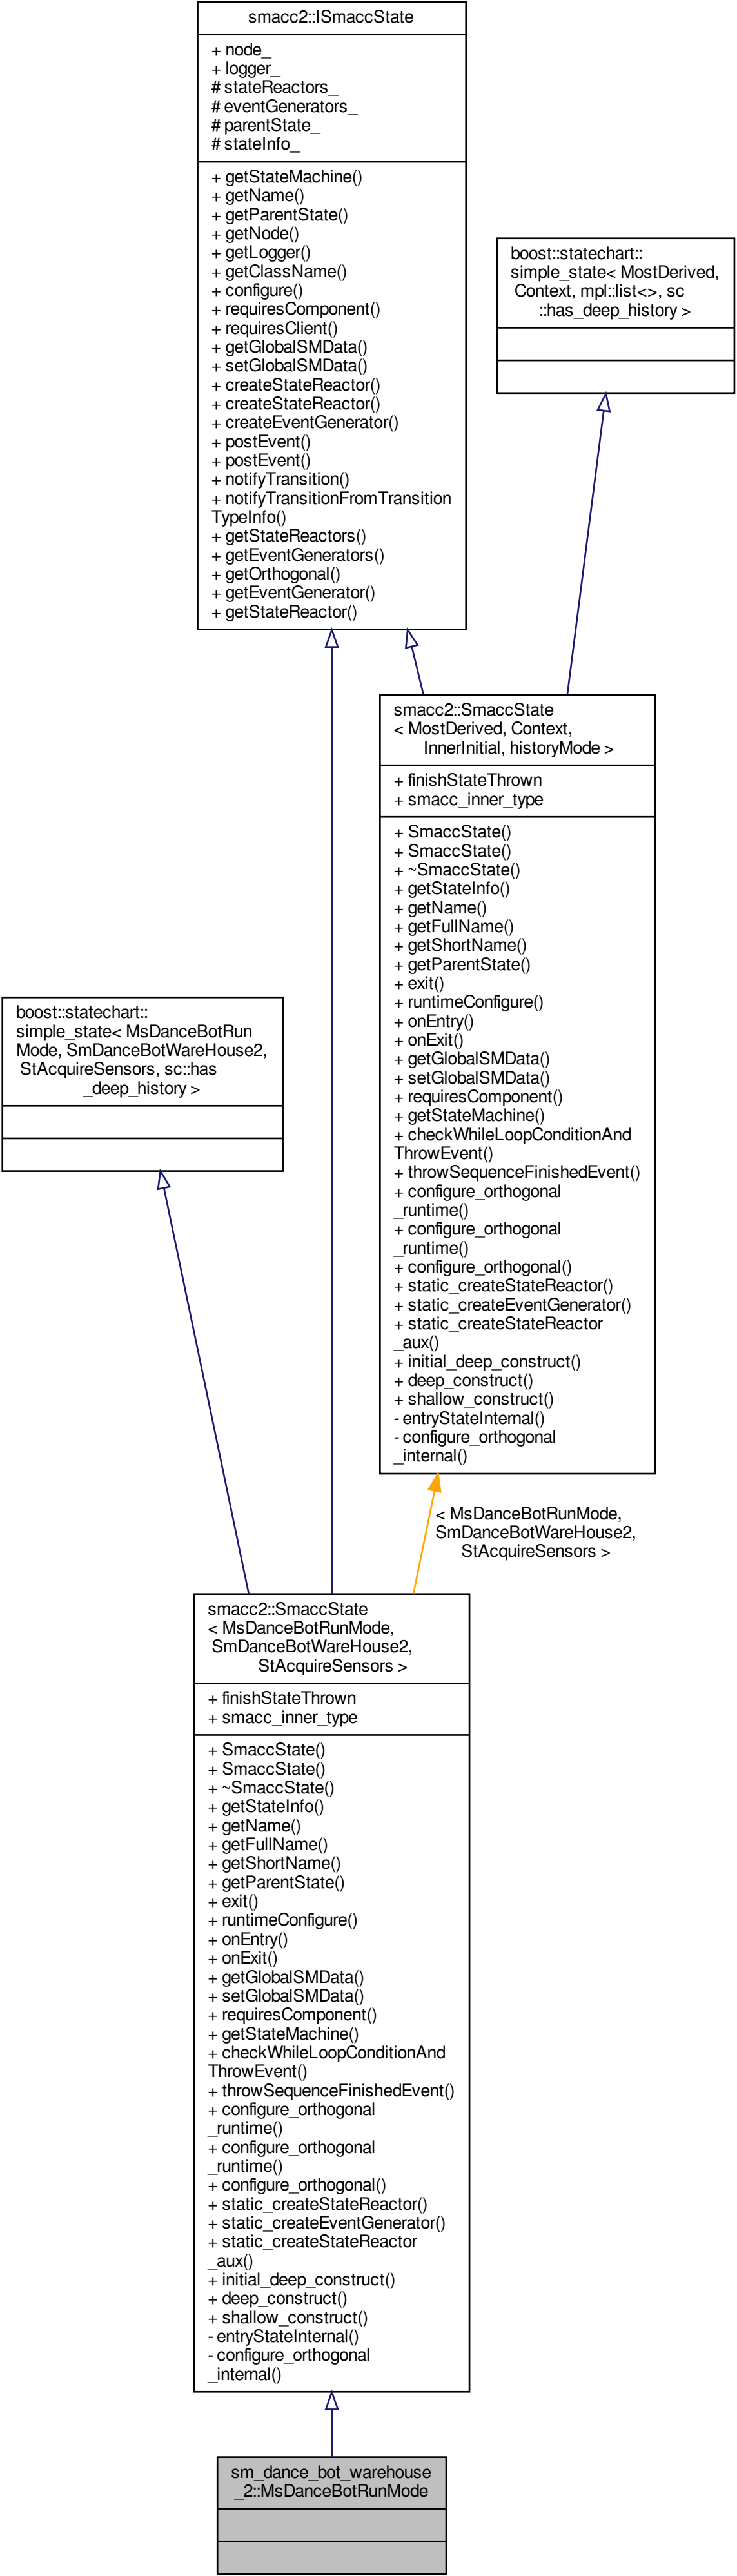 smacc2::ISmaccState
+ node_
+ logger_
# stateReactors_
# eventGenerators_
# parentState_
# stateInfo_
+ getStateMachine()
+ getName()
+ getParentState()
+ getNode()
+ getLogger()
+ getClassName()
+ configure()
+ requiresComponent()
+ requiresClient()
+ getGlobalSMData()
+ setGlobalSMData()
+ createStateReactor()
+ createStateReactor()
+ createEventGenerator()
+ postEvent()
+ postEvent()
+ notifyTransition()
+ notifyTransitionFromTransition
TypeInfo()
+ getStateReactors()
+ getEventGenerators()
+ getOrthogonal()
+ getEventGenerator()
+ getStateReactor()
boost::statechart::
simple_state< MostDerived,
Context, mpl::list<>, sc
::has_deep_history >
smacc2::SmaccState
< MostDerived, Context,
InnerInitial, historyMode >
+ finishStateThrown
+ smacc_inner_type
+ SmaccState()
+ SmaccState()
+ ~SmaccState()
+ getStateInfo()
+ getName()
+ getFullName()
+ getShortName()
+ getParentState()
+ exit()
+ runtimeConfigure()
+ onEntry()
+ onExit()
+ getGlobalSMData()
+ setGlobalSMData()
+ requiresComponent()
+ getStateMachine()
+ checkWhileLoopConditionAnd
ThrowEvent()
+ throwSequenceFinishedEvent()
+ configure_orthogonal
_runtime()
+ configure_orthogonal
_runtime()
+ configure_orthogonal()
+ static_createStateReactor()
+ static_createEventGenerator()
+ static_createStateReactor
_aux()
+ initial_deep_construct()
+ deep_construct()
+ shallow_construct()
- entryStateInternal()
- configure_orthogonal
_internal()
boost::statechart::
simple_state< MsDanceBotRun
Mode, SmDanceBotWareHouse2,
StAcquireSensors, sc::has
_deep_history >
< MsDanceBotRunMode,
SmDanceBotWareHouse2,
StAcquireSensors >
smacc2::SmaccState
< MsDanceBotRunMode,
SmDanceBotWareHouse2,
StAcquireSensors >
+ finishStateThrown
+ smacc_inner_type
+ SmaccState()
+ SmaccState()
+ ~SmaccState()
+ getStateInfo()
+ getName()
+ getFullName()
+ getShortName()
+ getParentState()
+ exit()
+ runtimeConfigure()
+ onEntry()
+ onExit()
+ getGlobalSMData()
+ setGlobalSMData()
+ requiresComponent()
+ getStateMachine()
+ checkWhileLoopConditionAnd
ThrowEvent()
+ throwSequenceFinishedEvent()
+ configure_orthogonal
_runtime()
+ configure_orthogonal
_runtime()
+ configure_orthogonal()
+ static_createStateReactor()
+ static_createEventGenerator()
+ static_createStateReactor
_aux()
+ initial_deep_construct()
+ deep_construct()
+ shallow_construct()
- entryStateInternal()
- configure_orthogonal
_internal()
sm_dance_bot_warehouse
_2::MsDanceBotRunMode